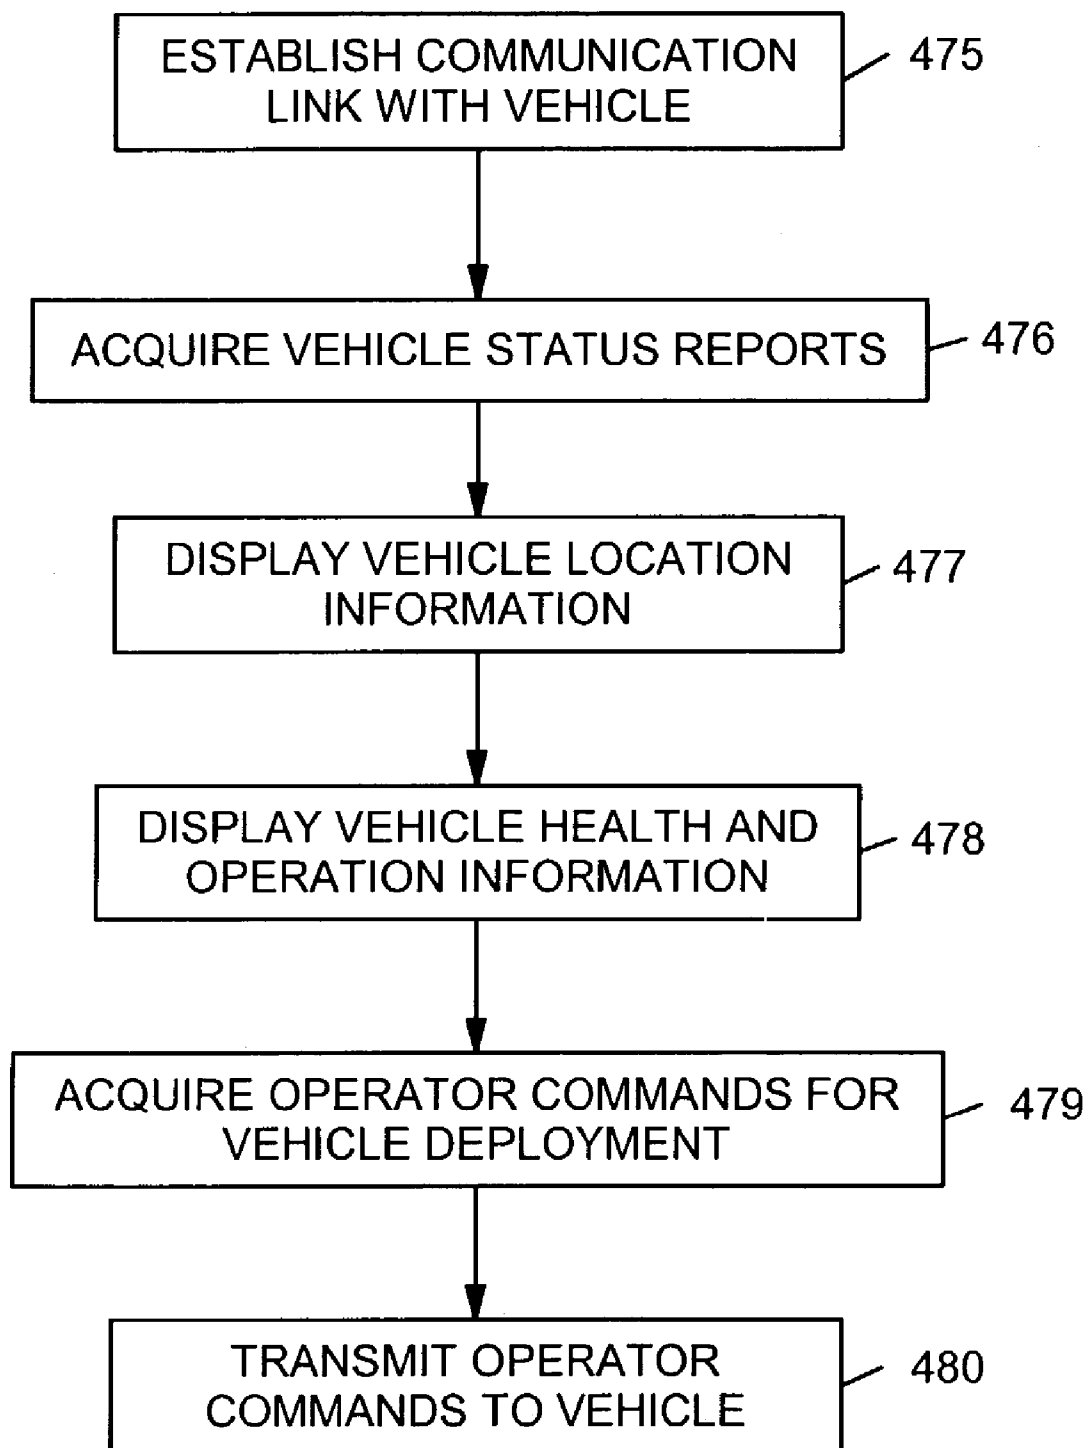 ESTABLISH COMMUNICATION
LINK WITH VEHICLE
475
ACQUIRE VEHICLE STATUS REPORTS
476
DISPLAY VEHICLE LOCATION
INFORMATION
477
DISPLAY VEHICLE HEALTH AND
OPERATION INFORMATION
478
ACQUIRE OPERATOR COMMANDS FOR
VEHICLE DEPLOYMENT
479
TRANSMIT OPERATOR
COMMANDS TO VEHICLE
480